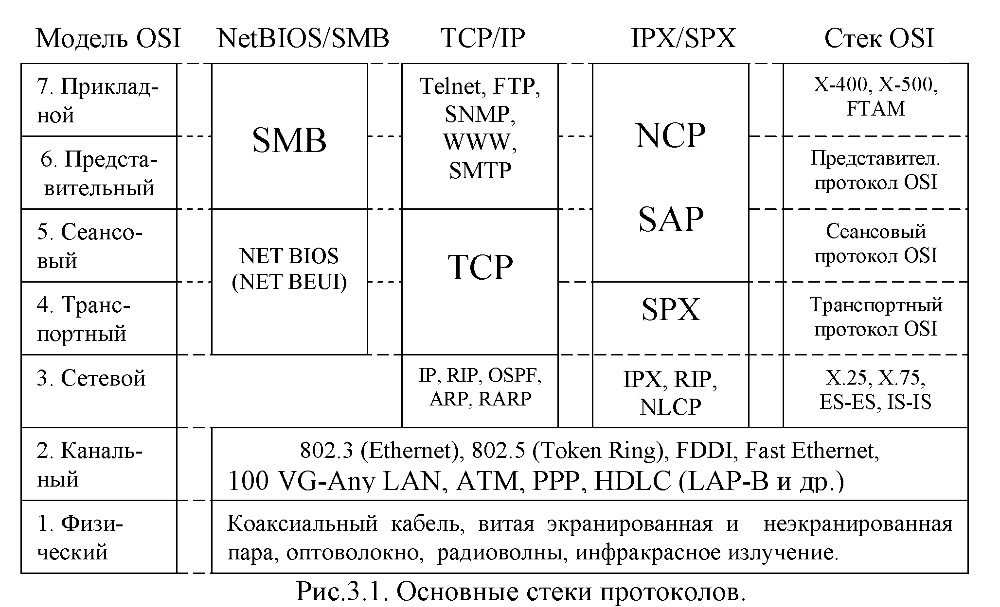 Модель OSI
NetBIOS/SMB
TCP/IP
IPX/SPX
Стек OSI
7. Приклад-
ной
SMB
Telnet, FTP,
SNMP,
WWW,
SMTP
NCP
SAP
X-400, X-500,
FTAM
6. Предста-
вительный
Представител.
протокол OSI
5. Сеансо-
вый
NET BIOS
(NET BEUI)
TCP
Сеансовый
протокол OSI
4. Транс-
портный
SPX
Транспортный
протокол OSI
3. Сетевой
IP, RIP, OSPF,
ARP, RARP
IPX, RIP,
NLCP
X.25, X.75,
ES-ES, IS-IS
2. Каналь-
ный
802.3 (Ethernet), 802.5 (Token Ring), FDDI, Fast Ethernet,
100 VG-Any LAN, ATM, PPP, HDLC (LAP-B и др.)
1. Физи-
ческий
Коаксиальный кабель, витая экранированная и неэкранированная
пара, оптоволокно, радиоволны, инфракрасное излучение.
Рис.3.1. Основные стеки протоколов.